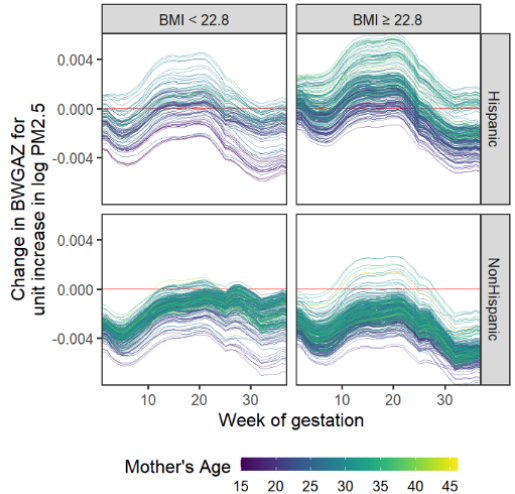 BMI < 22.8
BMI ≥ 22.8
Change in BWGAZ for
unit increase in log PM2.5
0.004
0.000
-0.004
Hispanic
0.004
0.000
-0.004
NonHispanic
10 20 30
10 20 30
Week of gestation
Mother's Age
15 20 25 30 35 40 45